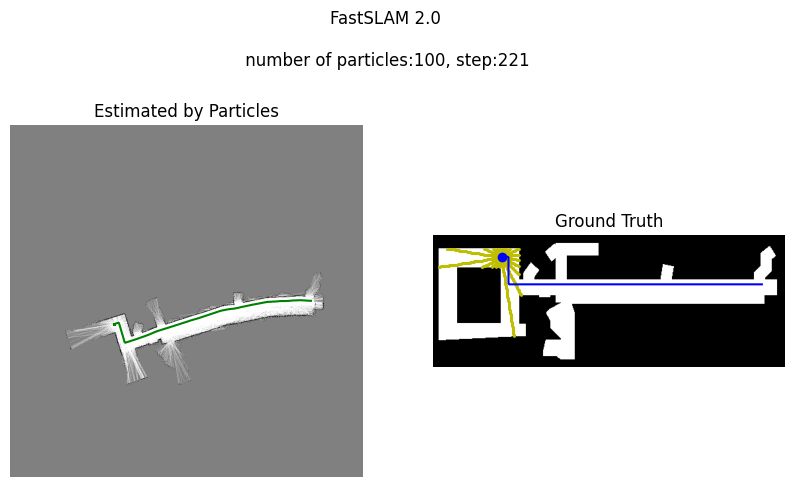 FastSLAM 2.0
number of particles:100, step:221
Estimated by Particles
Ground Truth